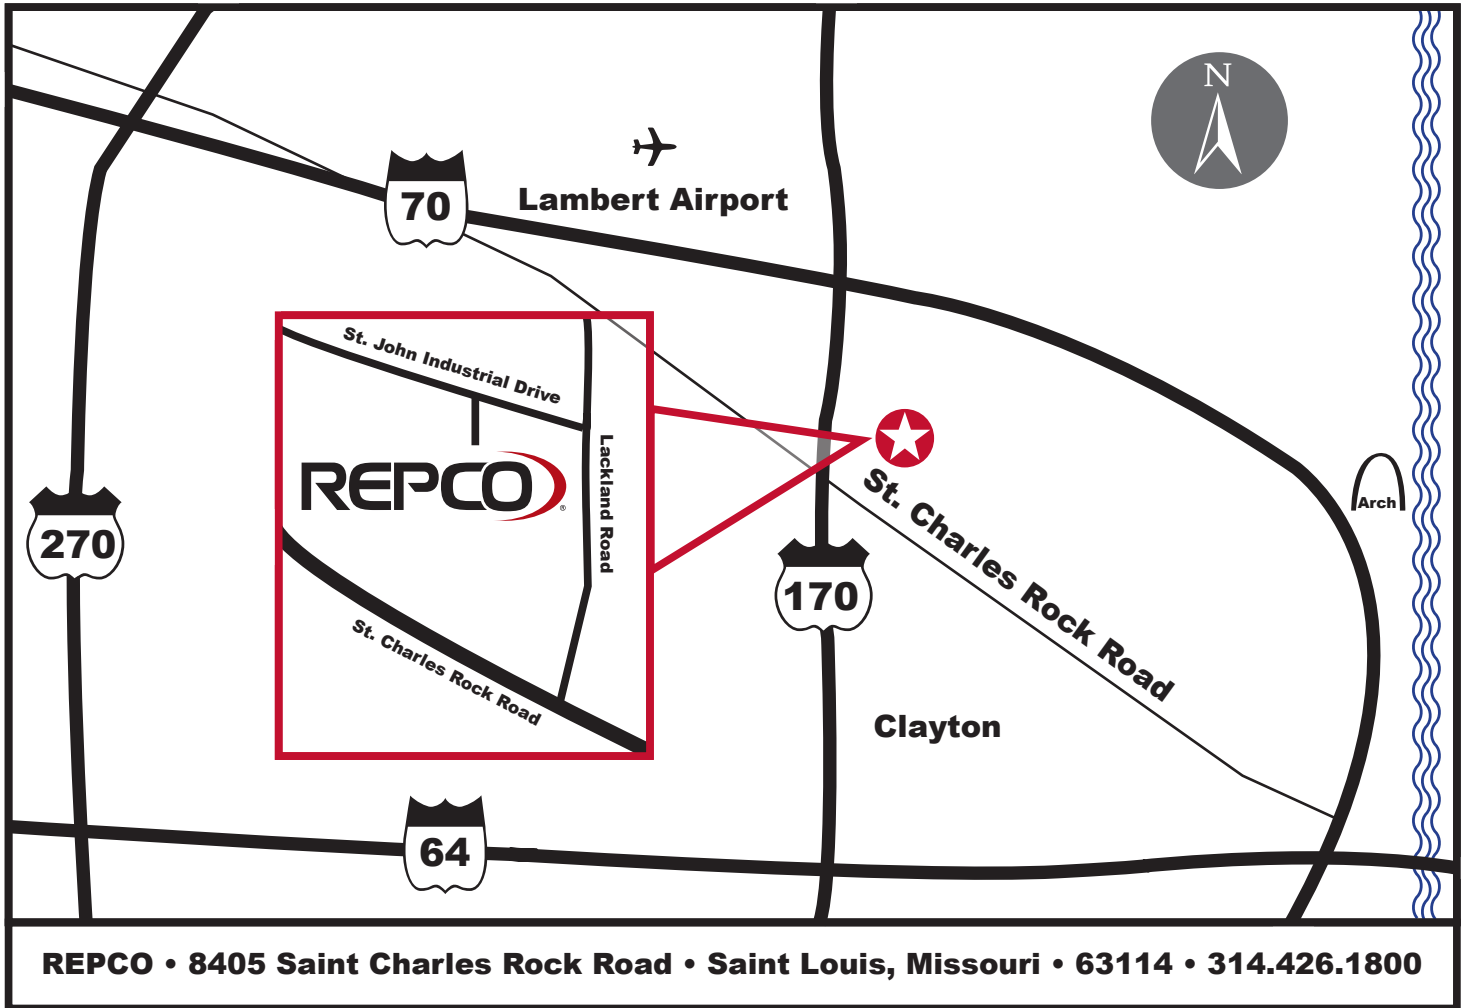 N
70
Lambert Airport
St. John Industrial Drive
Lackland Road
REPCO®
St. Charles Rock Road
270
170
St. Charles Rock Road
Arch
Clayton
64
REPCO • 8405 Saint Charles Rock Road • Saint Louis, Missouri • 63114 • 314.426.1800